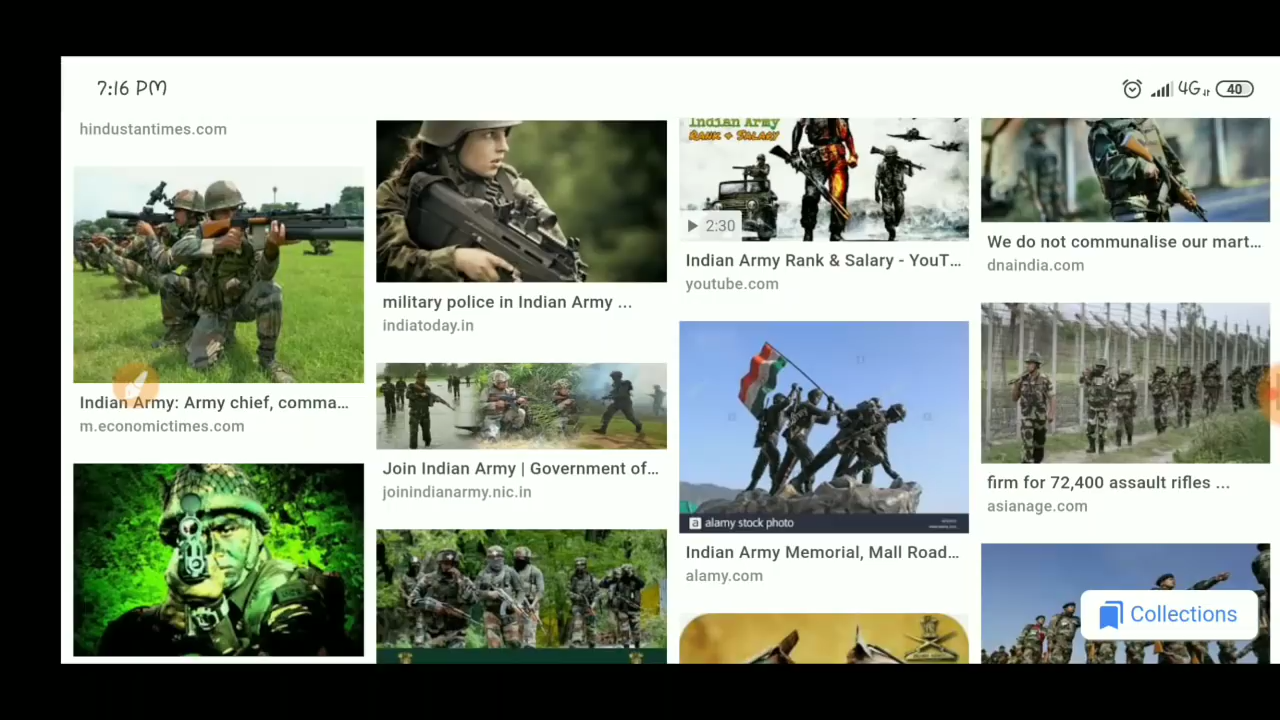 7:16 PM
4G
40
hindustantimes.com
Indian Army: Army chief, comma...
m.economictimes.com
military police in Indian Army ...
indiatoday.in
Join Indian Army | Government of...
joinindianarmy.nic.in
Indian Army
RANK + SALARY
2:30
Indian Army Rank & Salary - YouT...
youtube.com
a alamy stock photo
Indian Army Memorial, Mall Road...
alamy.com
We do not communalise our mart...
dnaindia.com
firm for 72,400 assault rifles ...
asianage.com
Collections